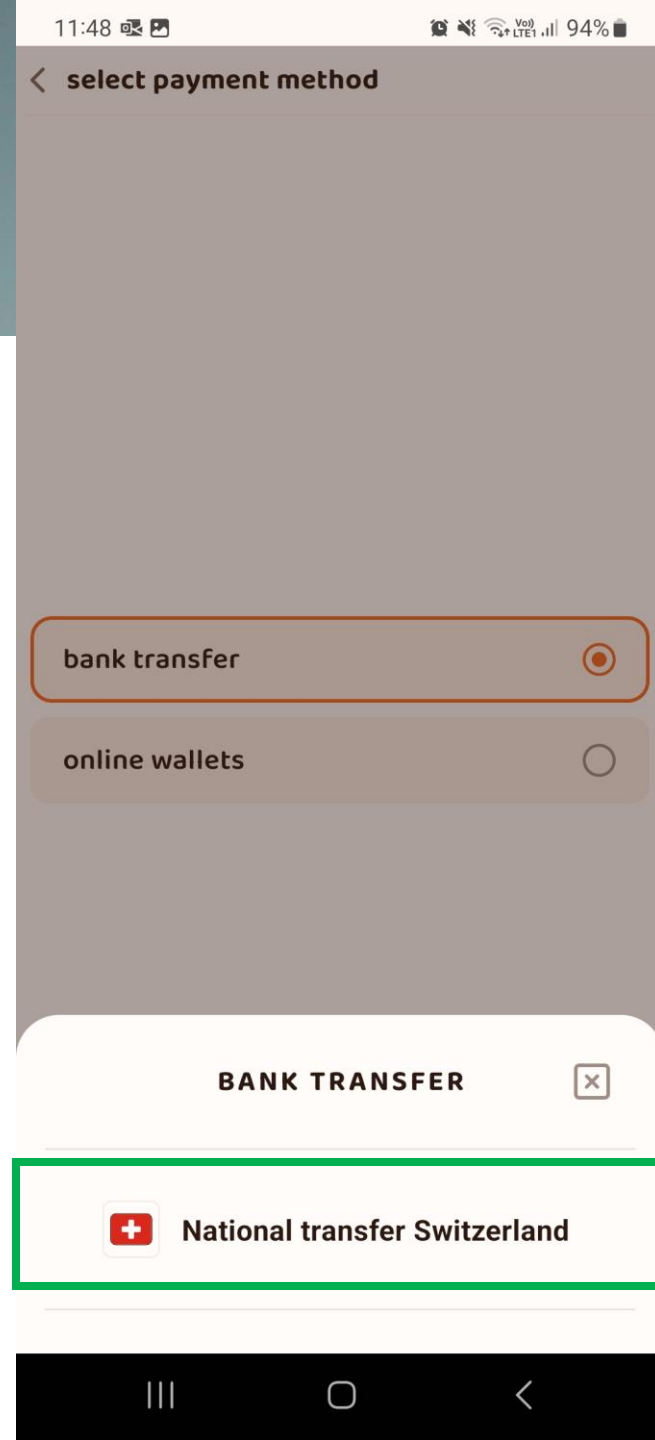 11:48 94%
select payment method
bank transfer
online wallets
BANK TRANSFER
National transfer Switzerland